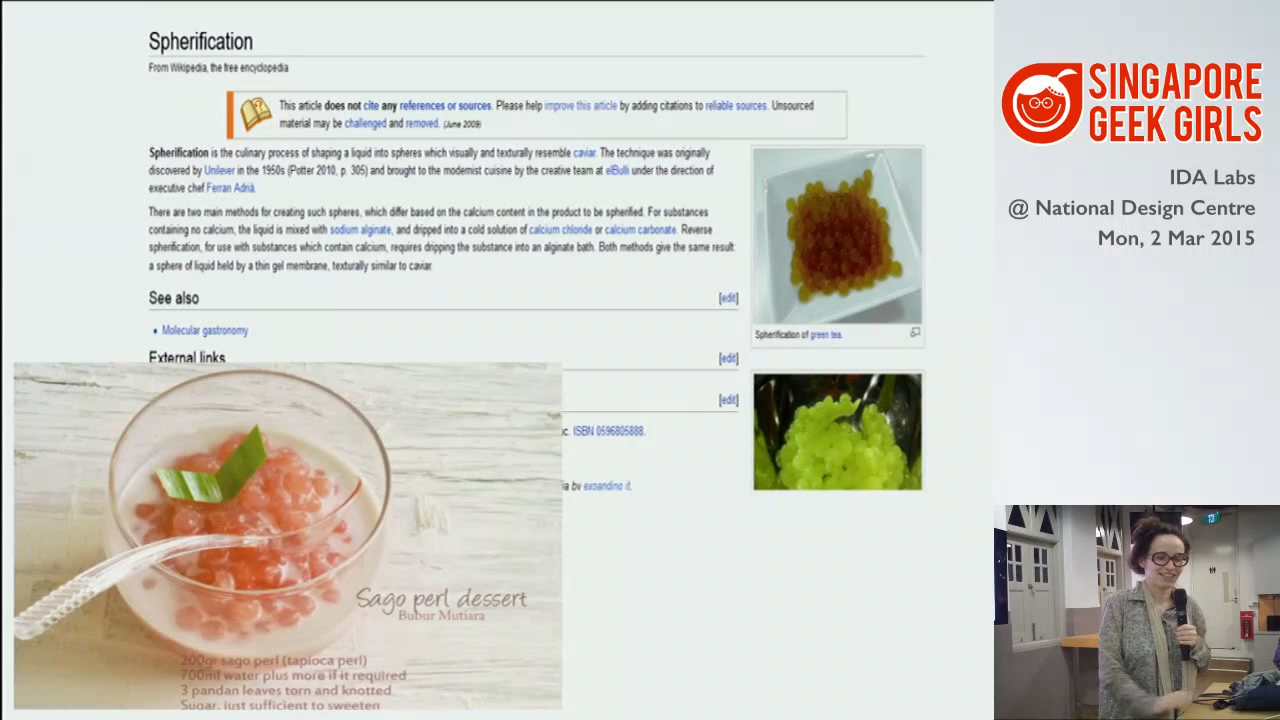 Spherification
From Wikipedia, the free encyclopedia
This article does not cite any references or sources. Please help improve this article by adding citations to reliable sources. Unsourced
material may be challenged and removed. (June 2009)
Spherification is the culinary process of shaping a liquid into spheres which visually and texturally resemble caviar. The technique was originally
discovered by Unilever in the 1950s (Potter 2010, p. 305) and brought to the modernist cuisine by the creative team at elBulli under the direction of
executive chef Ferran Adrià.
There are two main methods for creating such spheres, which differ based on the calcium content in the product to be spherified. For substances
containing no calcium, the liquid is mixed with sodium alginate, and dripped into a cold solution of calcium chloride or calcium carbonate. Reverse
spherification, for use with substances which contain calcium, requires dripping the substance into an alginate bath. Both methods give the same result:
a sphere of liquid held by a thin gel membrane, texturally similar to caviar.
See also
[edit]
• Molecular gastronomy
External links
[edit]
[edit]
c. ISBN 0596805888.
ia by expanding it.
Spherification of green tea.
Sago perl dessert
Bubur Mutiara
200gr sago perl (tapioca perl)
700ml water plus more if it required
3 pandan leaves torn and knotted
Sugar, just sufficient to sweeten
SINGAPORE
GEEK GIRLS
IDA Labs
@ National Design Centre
Mon, 2 Mar 2015